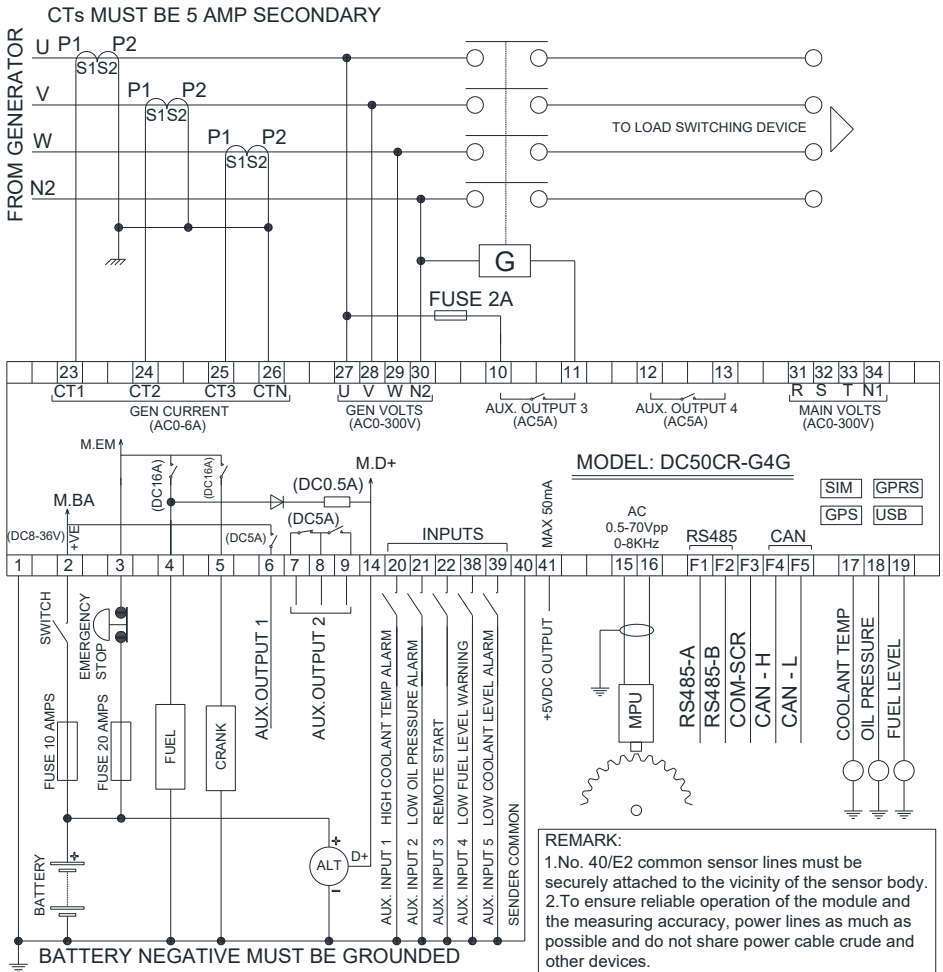 CTs MUST BE 5 AMP SECONDARY
FROM GENERATOR
U P1 P2
S1S2
V P1 P2
S1S2
W P1 P2
S1S2
N2
TO LOAD SWITCHING DEVICE
G
FUSE 2A
23 24 25 26 27 28 29 30 10 11 12 13 31 32 33 34
CT1 CT2 CT3 CTN U V W N2 R S T N1
GEN CURRENT
(AC0-6A)
GEN VOLTS
(AC0-300V)
AUX. OUTPUT 3
(AC5A)
AUX. OUTPUT 4
(AC5A)
MAIN VOLTS
(AC0-300V)
M.EM
(DC16A)
(DC16A)
M.D+
(DC0.5A)
MODEL: DC50CR-G4G
SIM GPRS
GPS USB
M.BA
(DC8-36V)
+VE
(DC5A)
(DC5A)
INPUTS
MAX 50mA
AC
0.5-70Vpp
0-8KHz
RS485 CAN
1 2 3 4 5 6 7 8 9 14 20 21 22 38 39 40 41 15 16 F1 F2 F3 F4 F5 17 18 19
SWITCH
EMERGENCY
STOP
FUSE 10 AMPS
FUSE 20 AMPS
FUEL
CRANK
AUX.OUTPUT 1
AUX.OUTPUT 2
AUX. INPUT 1 HIGH COOLANT TEMP ALARM
AUX. INPUT 2 LOW OIL PRESSURE ALARM
AUX. INPUT 3 REMOTE START
AUX. INPUT 4 LOW FUEL LEVEL WARNING
AUX. INPUT 5 LOW COOLANT LEVEL ALARM
SENDER COMMON
+5VDC OUTPUT
MPU
RS485-A
RS485-B
COM-SCR
CAN - H
CAN - L
COOLANT TEMP
OIL PRESSURE
FUEL LEVEL
BATTERY
+
+
ALT
D+
−
BATTERY NEGATIVE MUST BE GROUNDED
REMARK:
1.No. 40/E2 common sensor lines must be
securely attached to the vicinity of the sensor body.
2.To ensure reliable operation of the module and
the measuring accuracy, power lines as much as
possible and do not share power cable crude and
other devices.